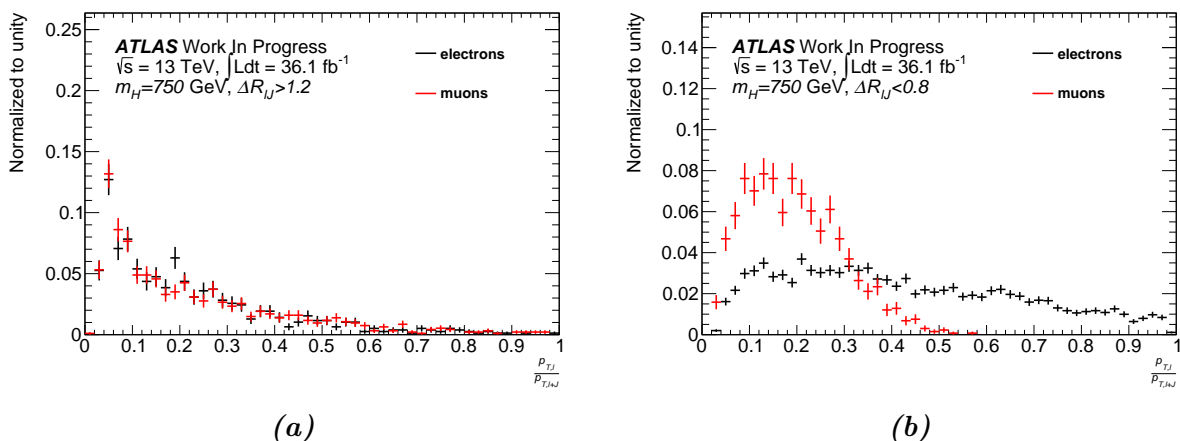 Normalized to unity
0.25
0.2
0.15
0.1
0.05
0
ATLAS Work In Progress
√s = 13 TeV, ∫Ldt = 36.1 fb⁻¹
m_H=750 GeV, ΔR_lJ>1.2
electrons
muons
0 0.1 0.2 0.3 0.4 0.5 0.6 0.7 0.8 0.9 1
p_T,l
p_T,l+J
(a)
Normalized to unity
0.14
0.12
0.1
0.08
0.06
0.04
0.02
0
ATLAS Work In Progress
√s = 13 TeV, ∫Ldt = 36.1 fb⁻¹
m_H=750 GeV, ΔR_lJ<0.8
electrons
muons
0 0.1 0.2 0.3 0.4 0.5 0.6 0.7 0.8 0.9 1
p_T,l
p_T,l+J
(b)